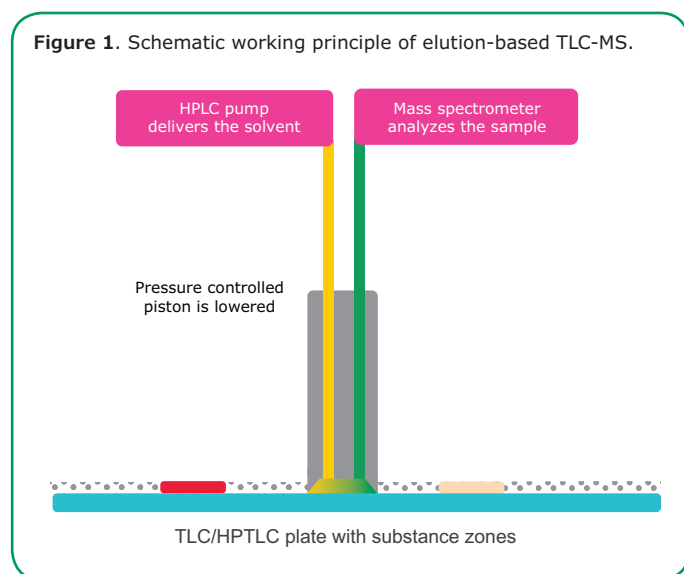 Figure 1. Schematic working principle of elution-based TLC-MS.
HPLC pump
delivers the solvent
Mass spectrometer
analyzes the sample
Pressure controlled
piston is lowered
TLC/HPTLC plate with substance zones